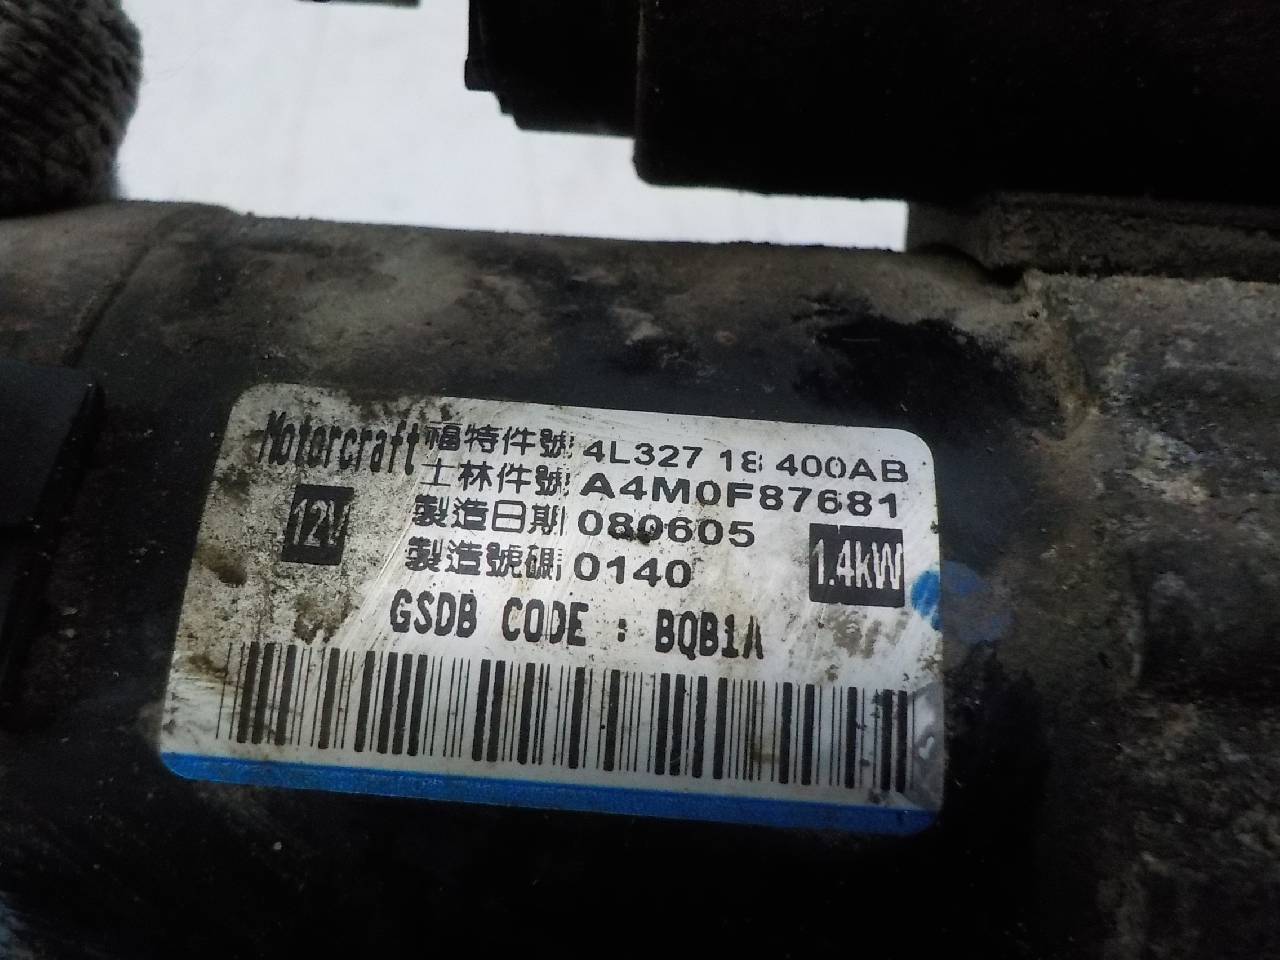 Motorcraft 福特件號: 4L327 18 400AB
士林件號: A4M0F87681
12V 製造日期: 080605 1.4kW
製造號碼: 0140
GSDB CODE : BQB1A